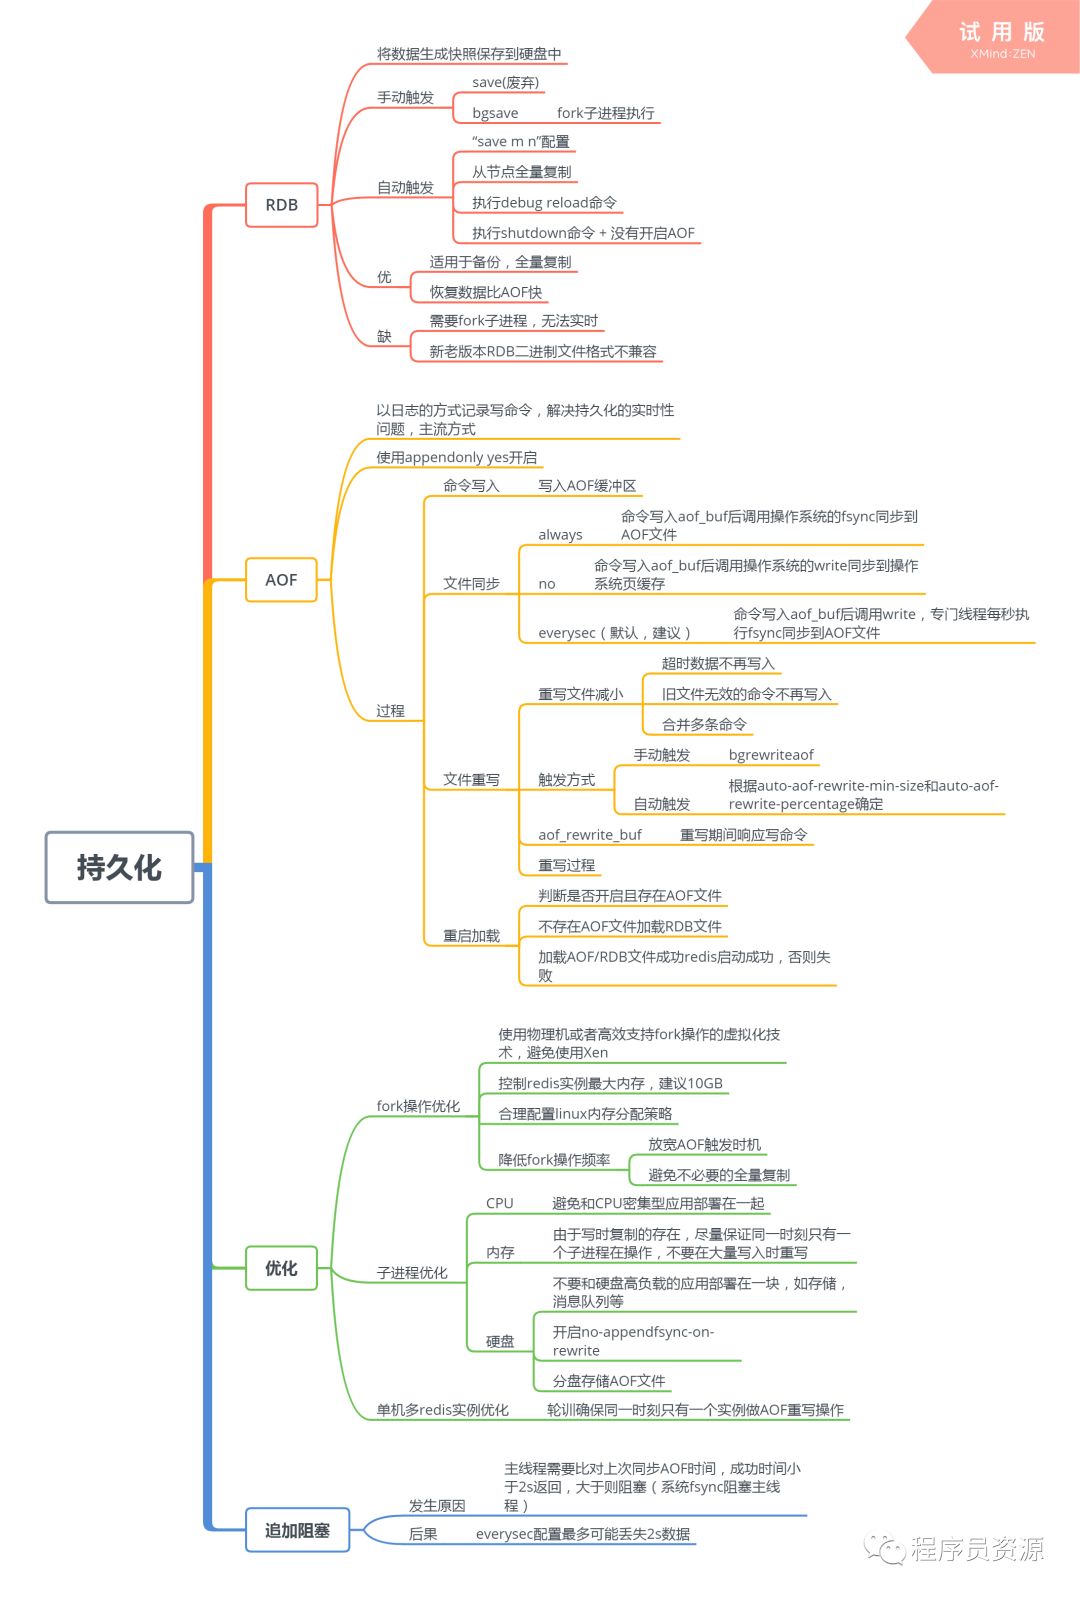 试用版
XMind:ZEN
持久化
RDB
将数据生成快照保存到硬盘中
手动触发
save(废弃)
bgsave
fork子进程执行
自动触发
“save m n”配置
从节点全量复制
执行debug reload命令
执行shutdown命令 + 没有开启AOF
优
适用于备份，全量复制
恢复数据比AOF快
缺
需要fork子进程，无法实时
新老版本RDB二进制文件格式不兼容
AOF
以日志的方式记录写命令，解决持久化的实时性
问题，主流方式
使用appendonly yes开启
过程
命令写入
写入AOF缓冲区
文件同步
always
命令写入aof_buf后调用操作系统的fsync同步到
AOF文件
no
命令写入aof_buf后调用操作系统的write同步到操作
系统页缓存
everysec（默认，建议）
命令写入aof_buf后调用write，专门线程每秒执
行fsync同步到AOF文件
文件重写
重写文件减小
超时数据不再写入
旧文件无效的命令不再写入
合并多条命令
触发方式
手动触发
bgrewriteaof
自动触发
根据auto-aof-rewrite-min-size和auto-aof-
rewrite-percentage确定
aof_rewrite_buf
重写期间响应写命令
重写过程
重启加载
判断是否开启且存在AOF文件
不存在AOF文件加载RDB文件
加载AOF/RDB文件成功redis启动成功，否则失
败
优化
fork操作优化
使用物理机或者高效支持fork操作的虚拟化技
术，避免使用Xen
控制redis实例最大内存，建议10GB
合理配置linux内存分配策略
降低fork操作频率
放宽AOF触发时机
避免不必要的全量复制
子进程优化
CPU
避免和CPU密集型应用部署在一起
内存
由于写时复制的存在，尽量保证同一时刻只有一
个子进程在操作，不要在大量写入时重写
硬盘
不要和硬盘高负载的应用部署在一块，如存储，
消息队列等
开启no-appendfsync-on-
rewrite
分盘存储AOF文件
单机多redis实例优化
轮训确保同一时刻只有一个实例做AOF重写操作
追加阻塞
发生原因
主线程需要比对上次同步AOF时间，成功时间小
于2s返回，大于则阻塞（系统fsync阻塞主线
程）
后果
everysec配置最多可能丢失2s数据
程序员资源